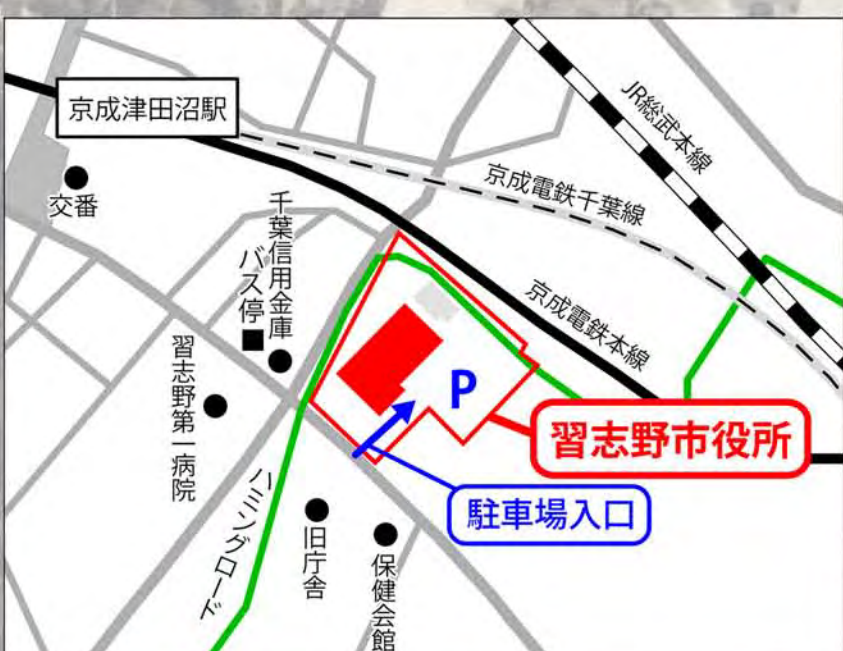 JR総武本線
京成津田沼駅
京成電鉄千葉線
交番
千葉信用金庫
バス停
京成電鉄本線
習志野第一病院
P
習志野市役所
駐車場入口
ハミングロード
旧庁舎
保健会館